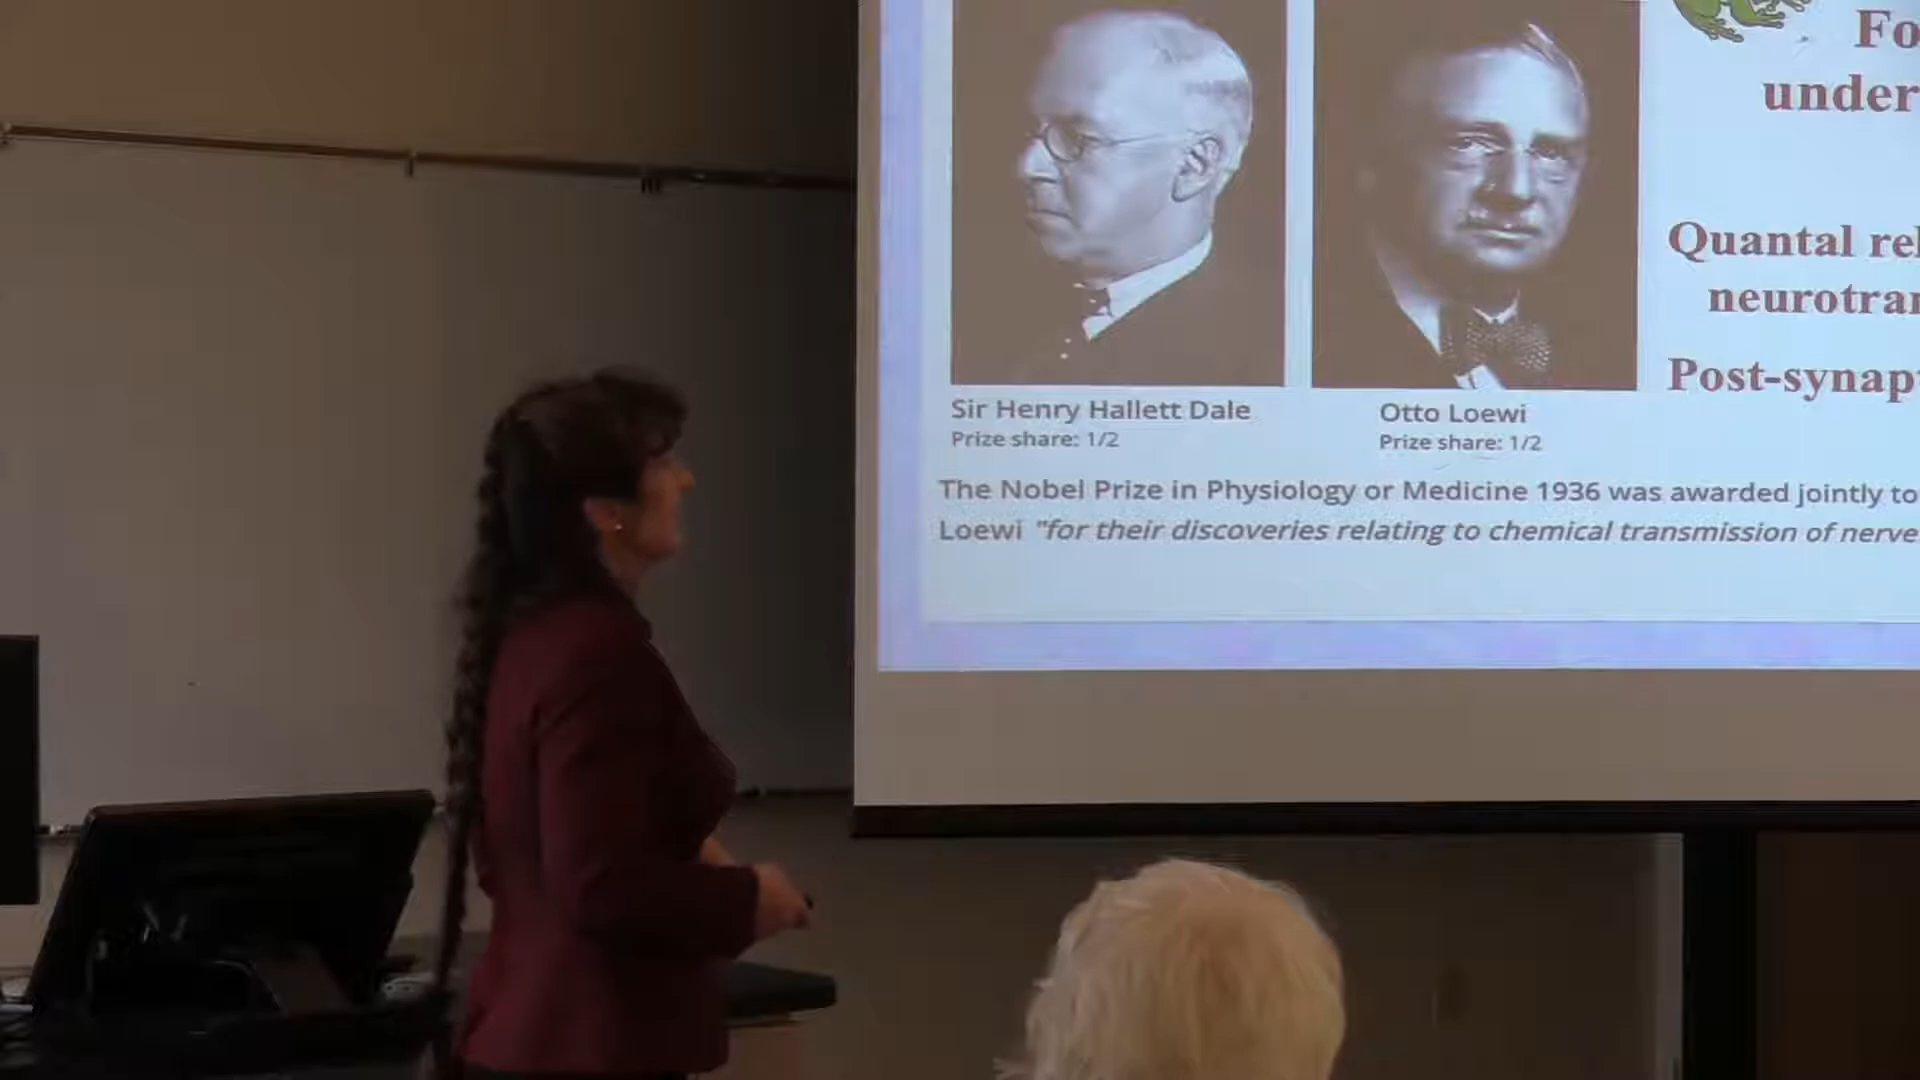 Sir Henry Hallett Dale
Prize share: 1/2
Otto Loewi
Prize share: 1/2
The Nobel Prize in Physiology or Medicine 1936 was awarded jointly to
Loewi "for their discoveries relating to chemical transmission of nerve
Fo
under
Quantal rel
neurotran
Post-synap